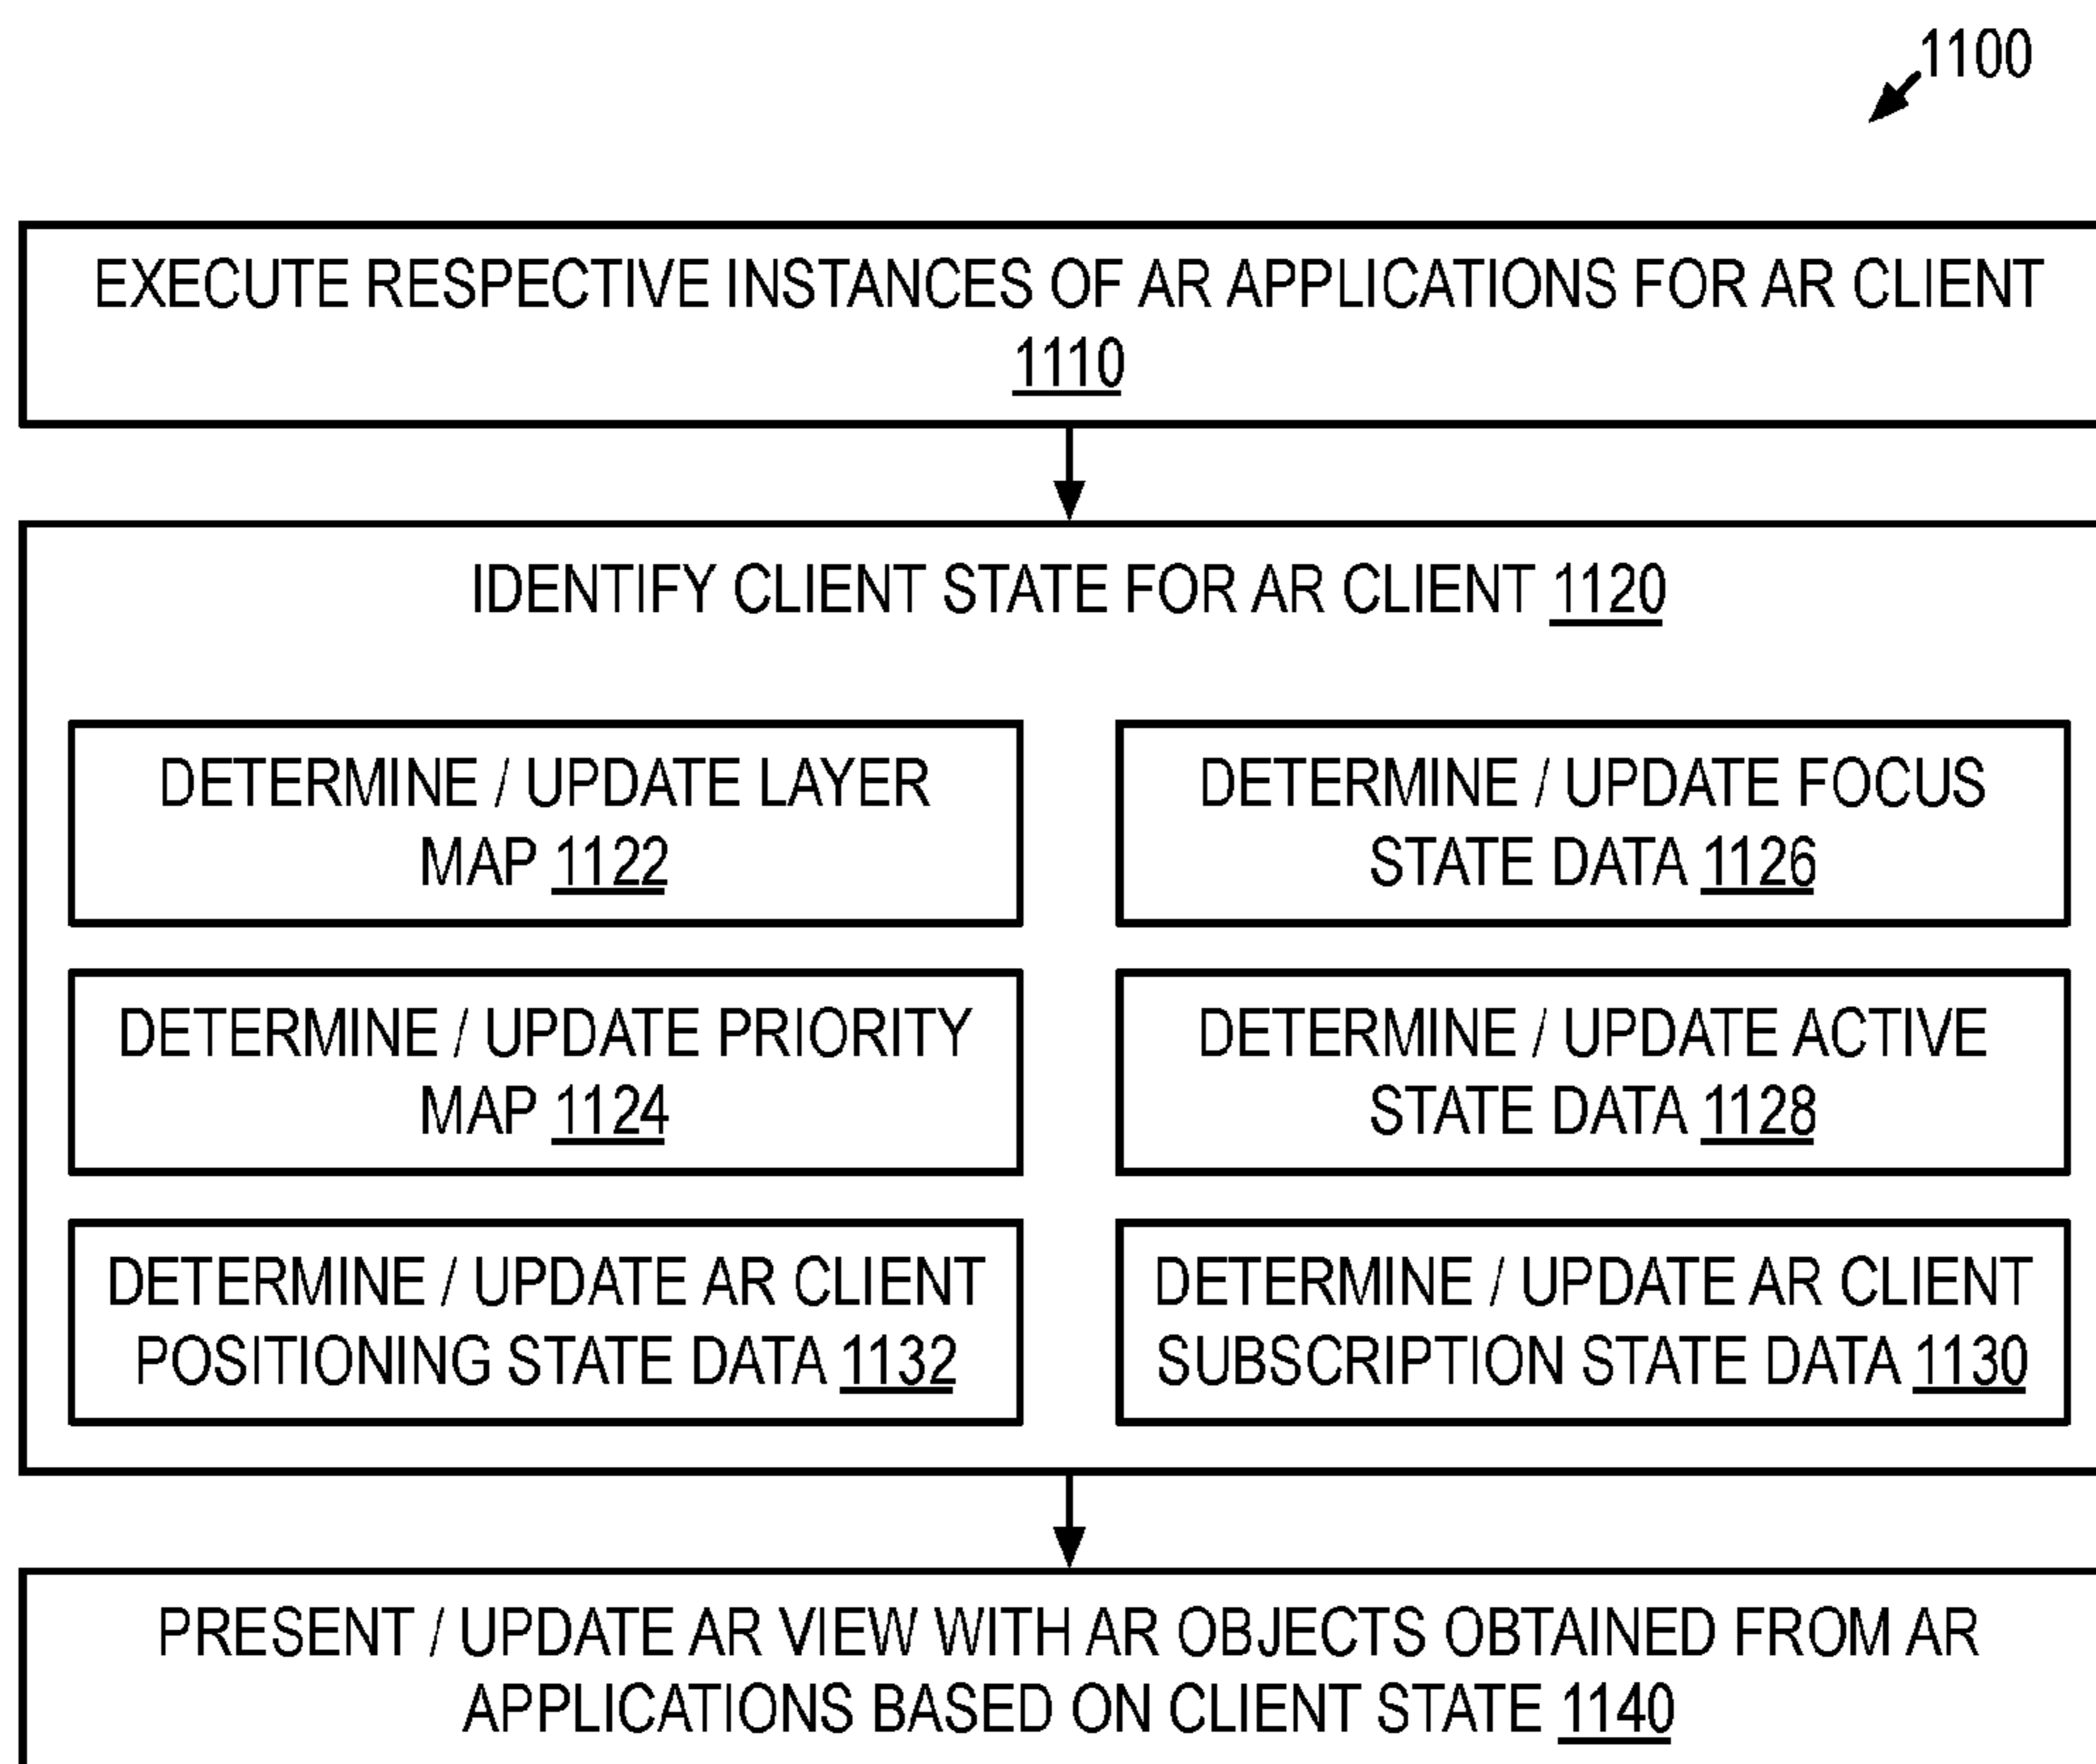 1100
EXECUTE RESPECTIVE INSTANCES OF AR APPLICATIONS FOR AR CLIENT
1110
IDENTIFY CLIENT STATE FOR AR CLIENT 1120
DETERMINE / UPDATE LAYER
MAP 1122
DETERMINE / UPDATE FOCUS
STATE DATA 1126
DETERMINE / UPDATE PRIORITY
MAP 1124
DETERMINE / UPDATE ACTIVE
STATE DATA 1128
DETERMINE / UPDATE AR CLIENT
POSITIONING STATE DATA 1132
DETERMINE / UPDATE AR CLIENT
SUBSCRIPTION STATE DATA 1130
PRESENT / UPDATE AR VIEW WITH AR OBJECTS OBTAINED FROM AR
APPLICATIONS BASED ON CLIENT STATE 1140